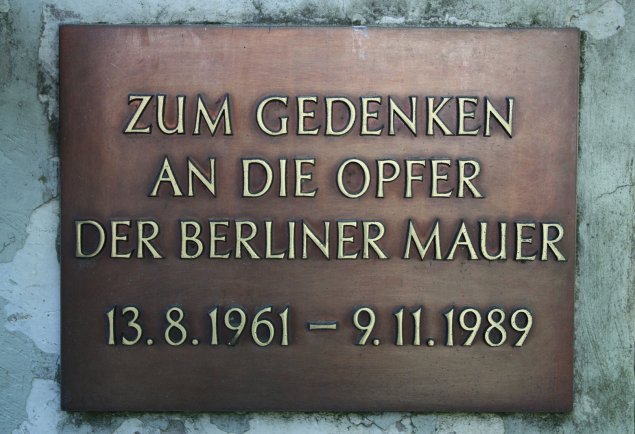 ZUM GEDENKEN
AN DIE OPFER
DER BERLINER MAUER
13.8.1961 – 9.11.1989